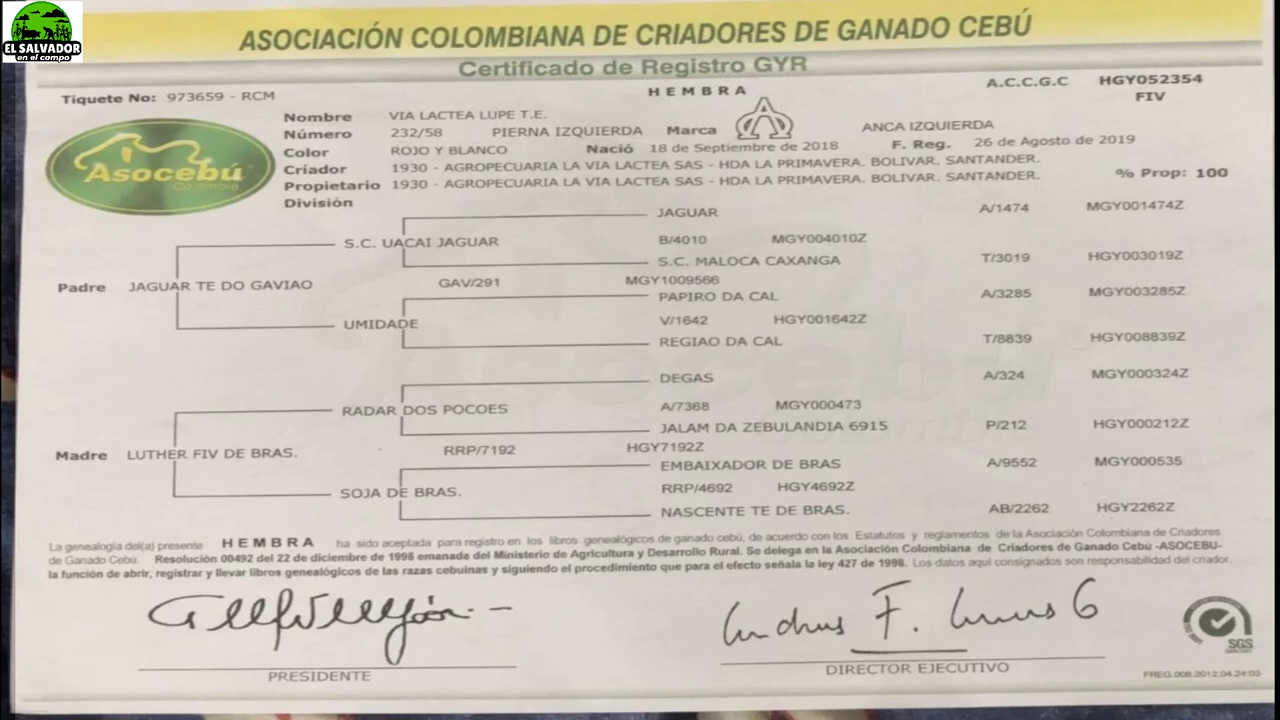 EL SALVADOR
en el campo
ASOCIACIÓN COLOMBIANA DE CRIADORES DE GANADO CEBÚ
Certificado de Registro GYR
Tiquete No: 973659 - RCM
HEMBRA
A.C.C.G.C HGY052354
FIV
Asocebú
Colombia
Nombre VIA LACTEA LUPE T.E.
Número 232/58 PIERNA IZQUIERDA Marca ANCA IZQUIERDA
Color ROJO Y BLANCO Nació 18 de Septiembre de 2018 F. Reg. 26 de Agosto de 2019
Criador 1930 - AGROPECUARIA LA VIA LACTEA SAS - HDA LA PRIMAVERA. BOLIVAR. SANTANDER.
Propietario 1930 - AGROPECUARIA LA VIA LACTEA SAS - HDA LA PRIMAVERA. BOLIVAR. SANTANDER. % Prop: 100
División
JAGUAR A/1474 MGY001474Z
S.C. UACAI JAGUAR B/4010 MGY004010Z
S.C. MALOCA CAXANGA T/3019 HGY003019Z
Padre JAGUAR TE DO GAVIAO GAV/291 MGY1009566
PAPIRO DA CAL A/3285 MGY003285Z
UMIDADE V/1642 HGY001642Z
REGIAO DA CAL T/8839 HGY008839Z
DEGAS A/324 MGY000324Z
RADAR DOS POCOES A/7368 MGY000473
JALAM DA ZEBULANDIA 6915 P/212 HGY000212Z
Madre LUTHER FIV DE BRAS. RRP/7192 HGY7192Z
EMBAIXADOR DE BRAS A/9552 MGY000535
SOJA DE BRAS. RRP/4692 HGY4692Z
NASCENTE TE DE BRAS. AB/2262 HGY2262Z
La genealogía del(a) presente HEMBRA ha sido aceptada para registro en los libros genealógicos de ganado cebú, de acuerdo con los Estatutos y reglamentos de la Asociación Colombiana de Criadores
de Ganado Cebú. Resolución 00492 del 22 de diciembre de 1998 emanada del Ministerio de Agricultura y Desarrollo Rural. Se delega en la Asociación Colombiana de Criadores de Ganado Cebú -ASOCEBU-
la función de abrir, registrar y llevar libros genealógicos de las razas cebuinas y siguiendo el procedimiento que para el efecto señala la ley 427 de 1998. Los datos aquí consignados son responsabilidad del criador.
PRESIDENTE
DIRECTOR EJECUTIVO
SGS
FREG.008.2012.04.24:03